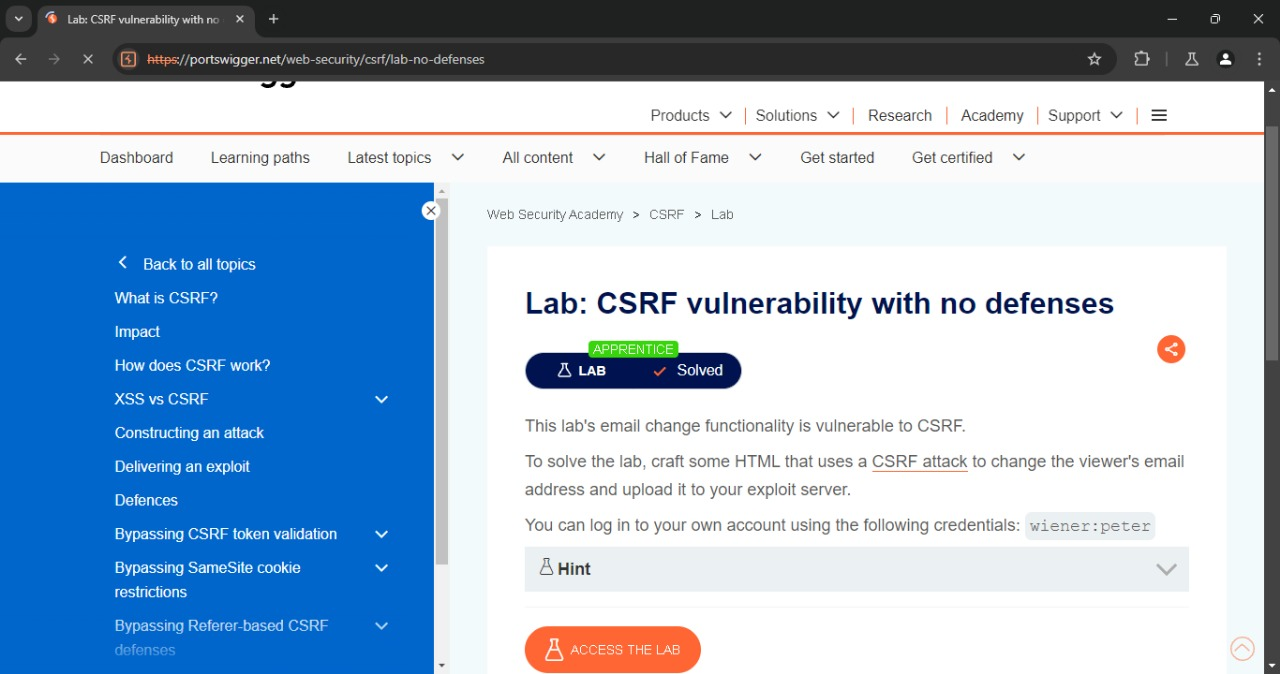 Lab: CSRF vulnerability with no
https://portswigger.net/web-security/csrf/lab-no-defenses
Products
Solutions
Research
Academy
Support
Dashboard
Learning paths
Latest topics
All content
Hall of Fame
Get started
Get certified
Back to all topics
What is CSRF?
Impact
How does CSRF work?
XSS vs CSRF
Constructing an attack
Delivering an exploit
Defences
Bypassing CSRF token validation
Bypassing SameSite cookie
restrictions
Bypassing Referer-based CSRF
defenses
Web Security Academy > CSRF > Lab
Lab: CSRF vulnerability with no defenses
APPRENTICE
LAB
Solved
This lab's email change functionality is vulnerable to CSRF.
To solve the lab, craft some HTML that uses a CSRF attack to change the viewer's email
address and upload it to your exploit server.
You can log in to your own account using the following credentials: wiener:peter
Hint
ACCESS THE LAB